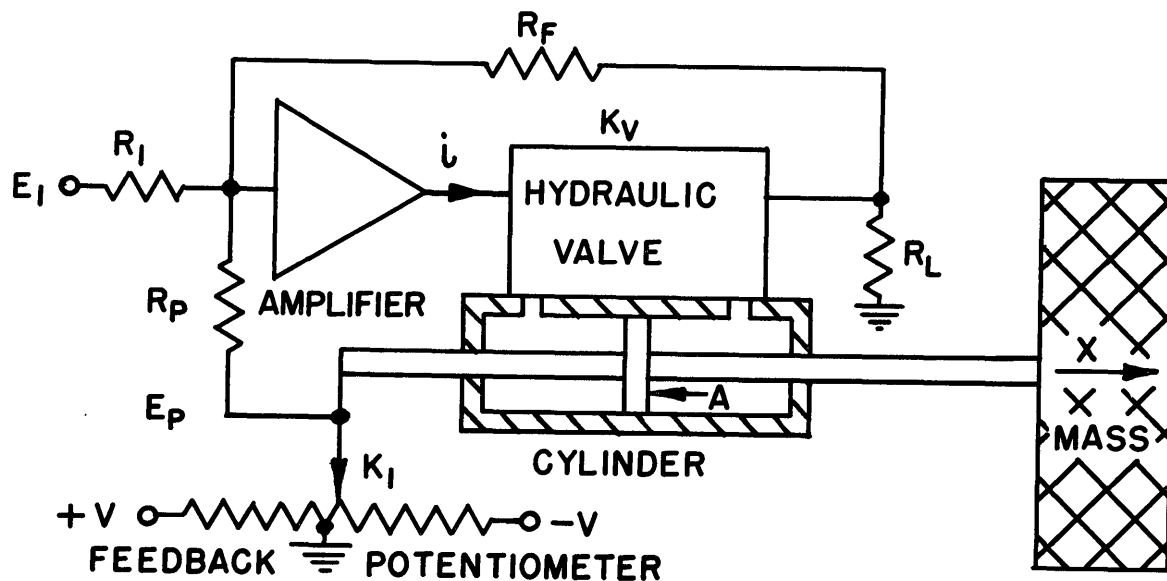 R_F
R_1
E_1
i
K_V
HYDRAULIC
VALVE
R_L
R_P
AMPLIFIER
X
A
E_P
MASS
K_1
CYLINDER
+V
-V
FEEDBACK POTENTIOMETER